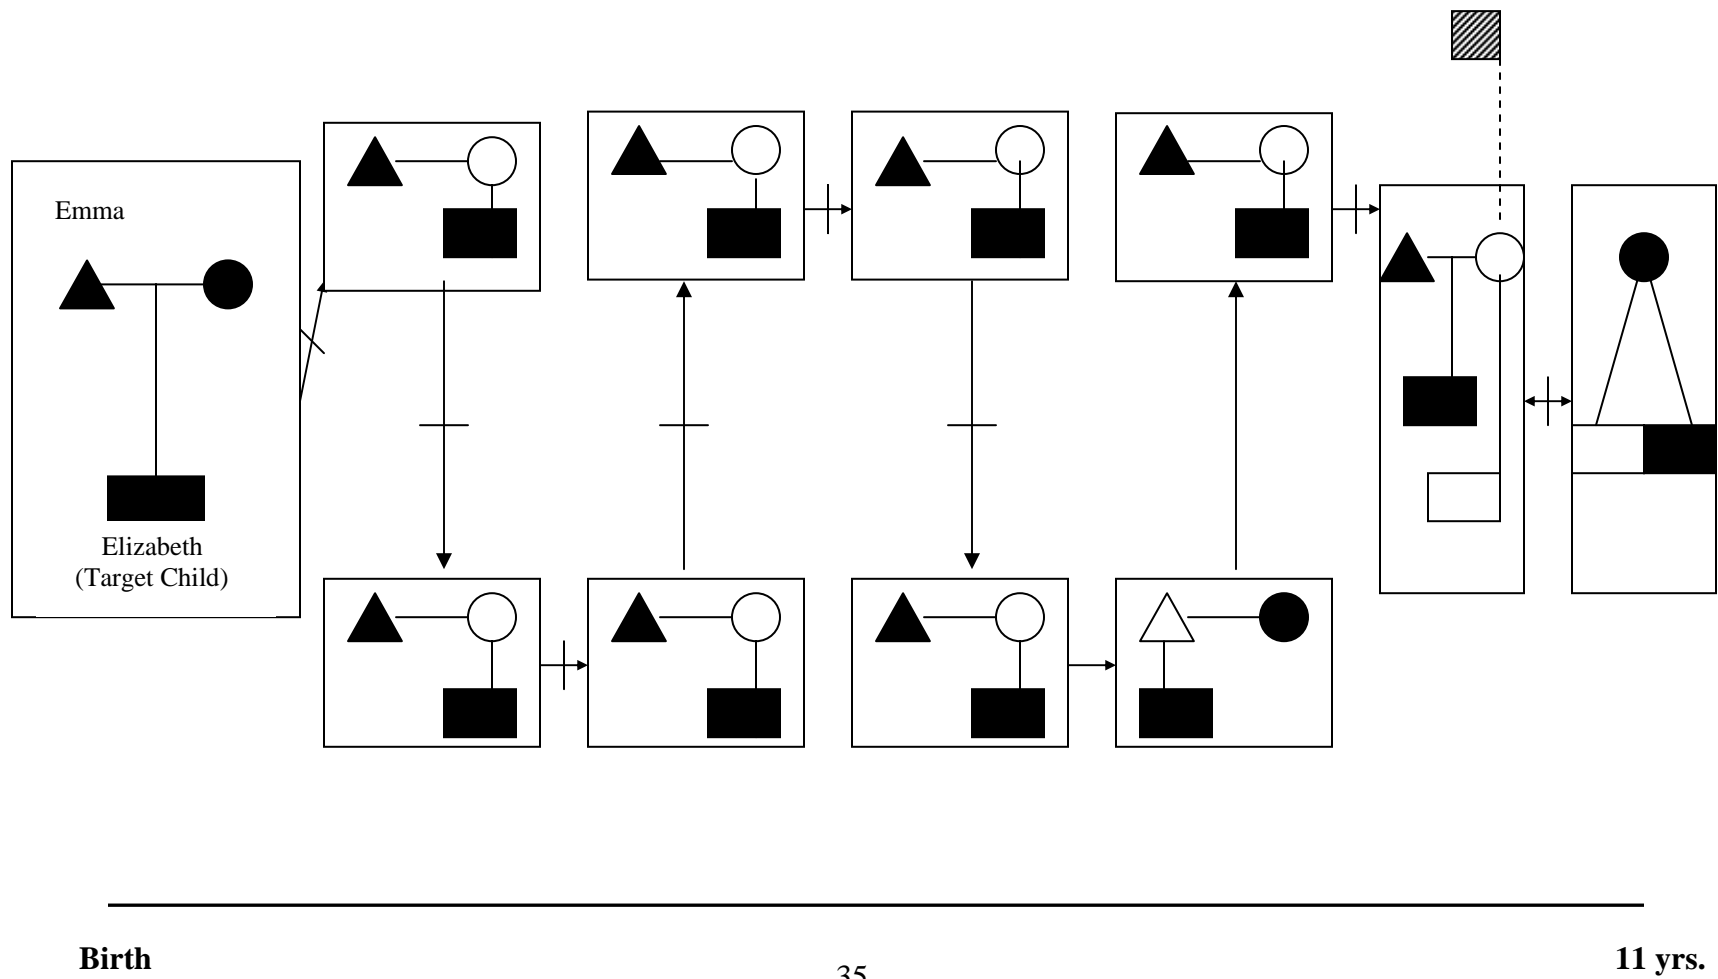 Emma
Elizabeth
(Target Child)
Birth
35
11 yrs.